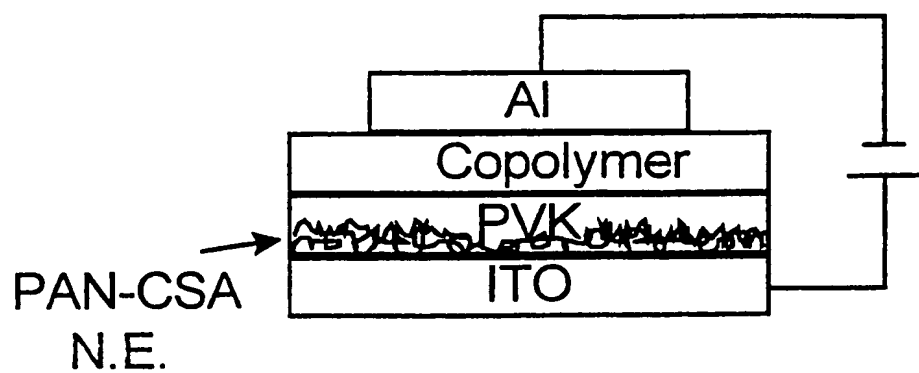 Al
Copolymer
PVK
ITO
PAN-CSA
N.E.